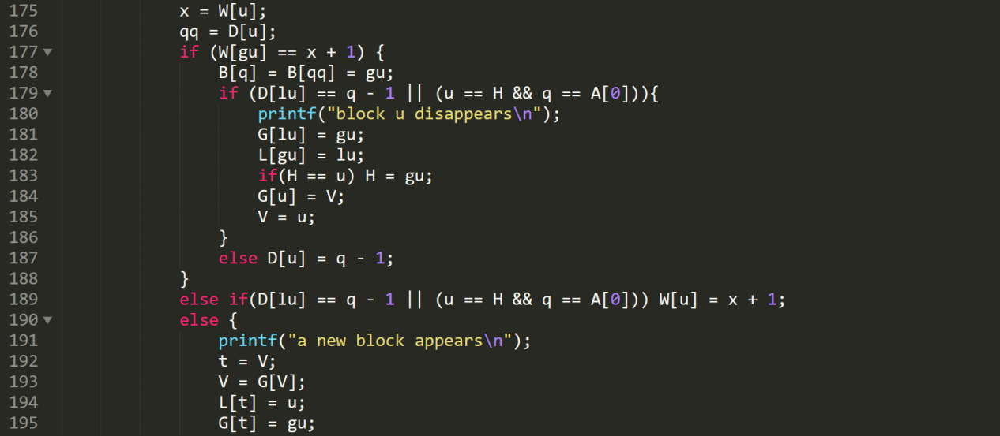 175 x = W[u];
176 qq = D[u];
177 if (W[gu] == x + 1) {
178 B[q] = B[qq] = gu;
179 if (D[lu] == q - 1 || (u == H && q == A[0])){
180 printf("block u disappears\n");
181 G[lu] = gu;
182 L[gu] = lu;
183 if(H == u) H = gu;
184 G[u] = V;
185 V = u;
186 }
187 else D[u] = q - 1;
188 }
189 else if(D[lu] == q - 1 || (u == H && q == A[0])) W[u] = x + 1;
190 else {
191 printf("a new block appears\n");
192 t = V;
193 V = G[V];
194 L[t] = u;
195 G[t] = gu;